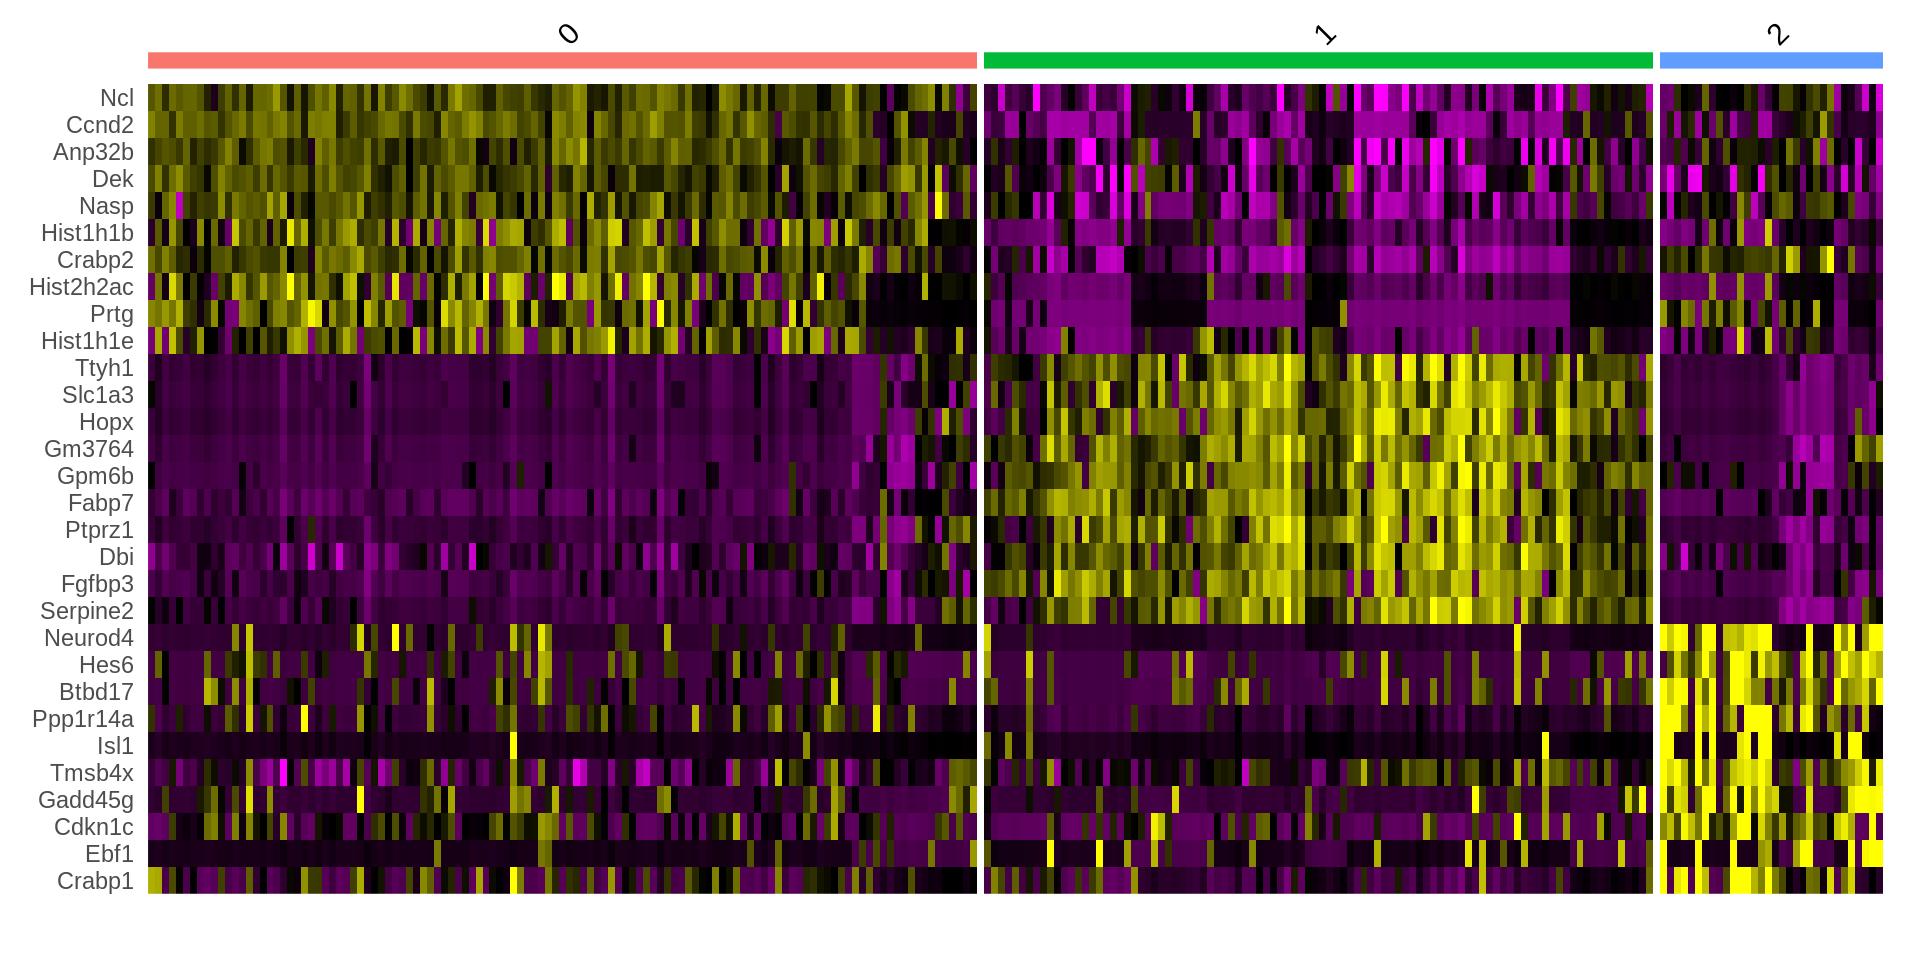 0 1 2
Ncl
Ccnd2
Anp32b
Dek
Nasp
Hist1h1b
Crabp2
Hist2h2ac
Prtg
Hist1h1e
Ttyh1
Slc1a3
Hopx
Gm3764
Gpm6b
Fabp7
Ptprz1
Dbi
Fgfbp3
Serpine2
Neurod4
Hes6
Btbd17
Ppp1r14a
Isl1
Tmsb4x
Gadd45g
Cdkn1c
Ebf1
Crabp1